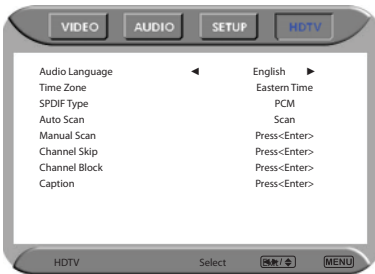 VIDEO AUDIO SETUP HDTV
Audio Language ◀ English ▶
Time Zone Eastern Time
SPDIF Type PCM
Auto Scan Scan
Manual Scan Press<Enter>
Channel Skip Press<Enter>
Channel Block Press<Enter>
Caption Press<Enter>
HDTV Select / MENU